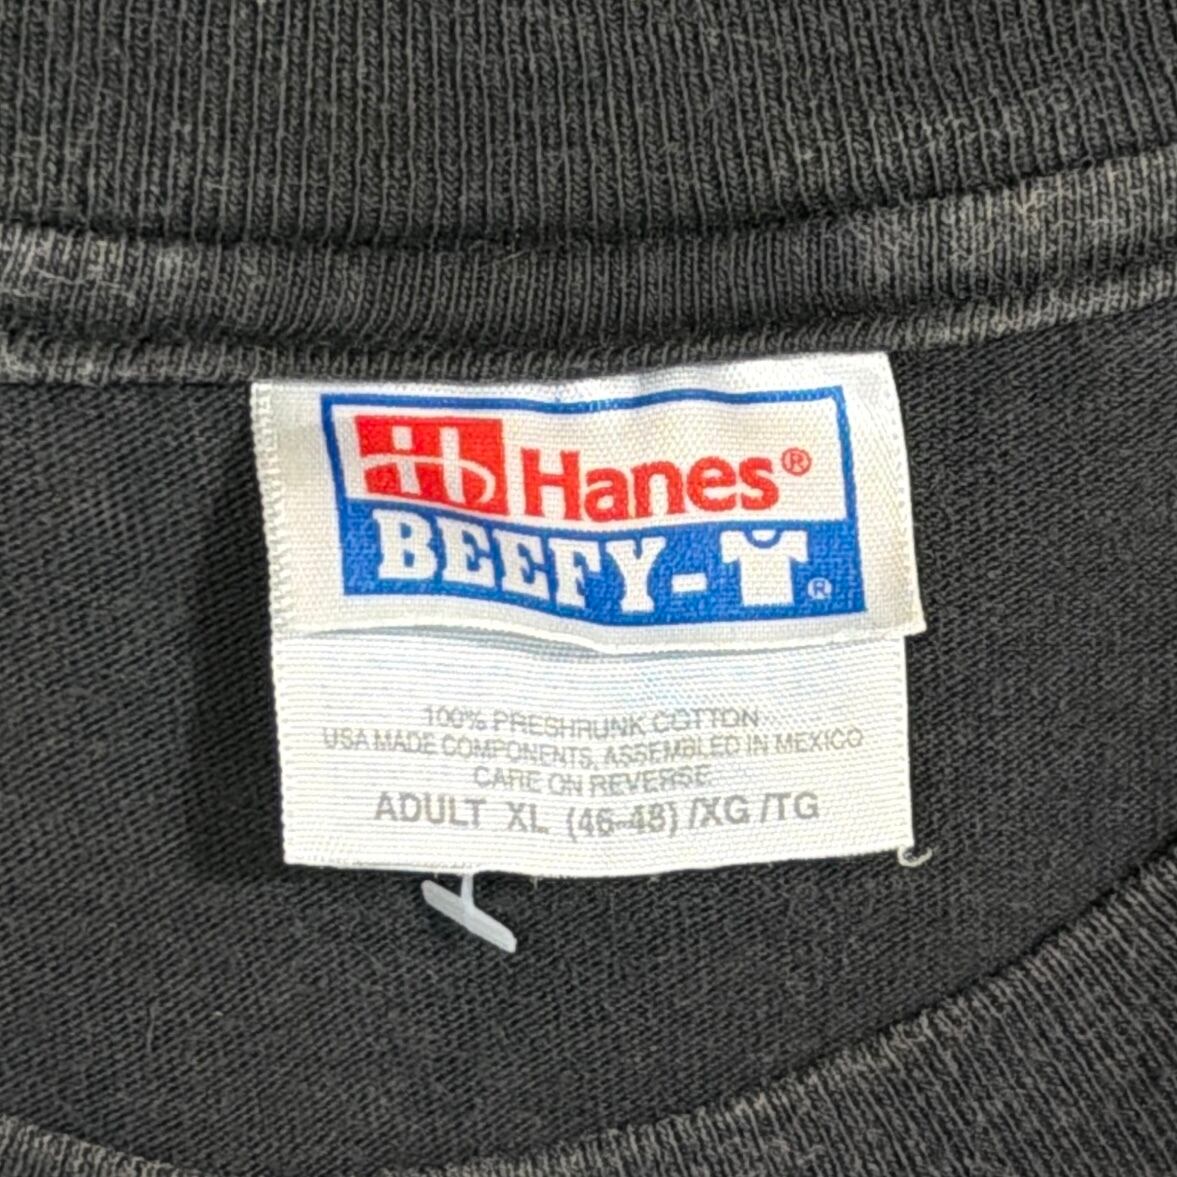 Hanes®
BEEFY-T®
100% PRESHRUNK COTTON
USA MADE COMPONENTS, ASSEMBLED IN MEXICO
CARE ON REVERSE
ADULT XL (46-48) /XG /TG